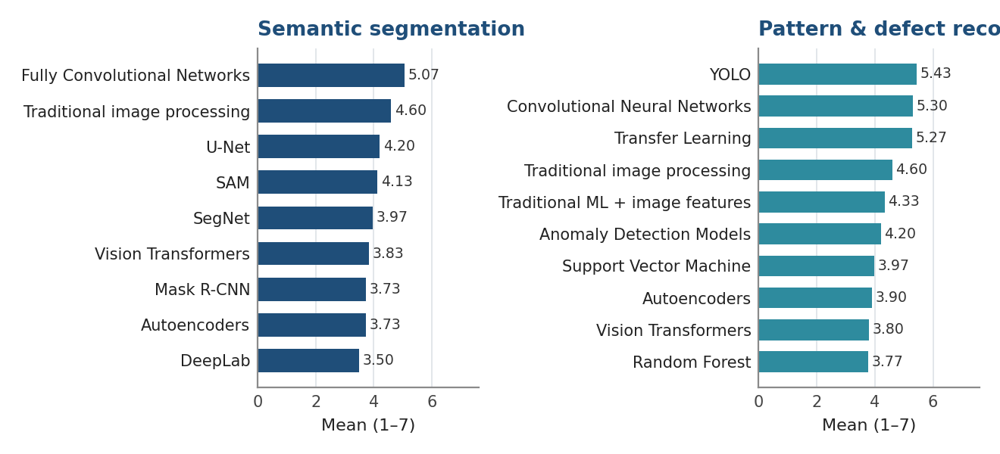 Semantic segmentation
Fully Convolutional Networks 5.07
Traditional image processing 4.60
U-Net 4.20
SAM 4.13
SegNet 3.97
Vision Transformers 3.83
Mask R-CNN 3.73
Autoencoders 3.73
DeepLab 3.50
0 2 4 6
Mean (1–7)
Pattern & defect reco
YOLO 5.43
Convolutional Neural Networks 5.30
Transfer Learning 5.27
Traditional image processing 4.60
Traditional ML + image features 4.33
Anomaly Detection Models 4.20
Support Vector Machine 3.97
Autoencoders 3.90
Vision Transformers 3.80
Random Forest 3.77
0 2 4 6
Mean (1–7)